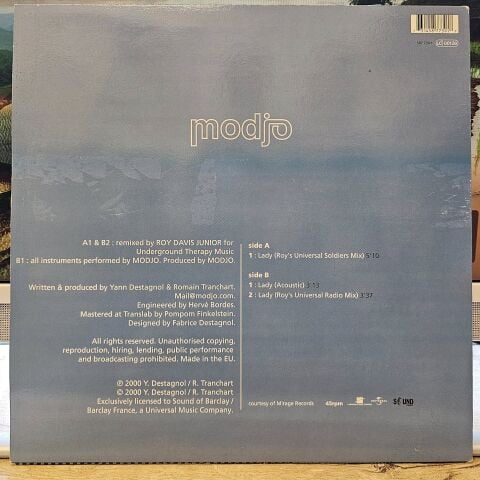 modjo
A1 & B2 : remixed by ROY DAVIS JUNIOR for
Underground Therapy Music
B1 : all instruments performed by MODJO. Produced by MODJO.
Written & produced by Yann Destagnol & Romain Tranchart.
Mail@modjo.com.
Engineered by Hervé Bordes.
Mastered at Translab by Pompom Finkelstein.
Designed by Fabrice Destagnol.
All rights reserved. Unauthorised copying,
reproduction, hiring, lending, public performance
and broadcasting prohibited. Made in the EU.
℗ 2000 Y. Destagnol / R. Tranchart
© 2000 Y. Destagnol / R. Tranchart
Exclusively licensed to Sound of Barclay /
Barclay France, a Universal Music Company.
side A
1 : Lady (Roy's Universal Soldiers Mix) 5'10
side B
1 : Lady (Acoustic) 3'13
2 : Lady (Roy's Universal Radio Mix) 3'37
courtesy of Mirage Records
45rpm